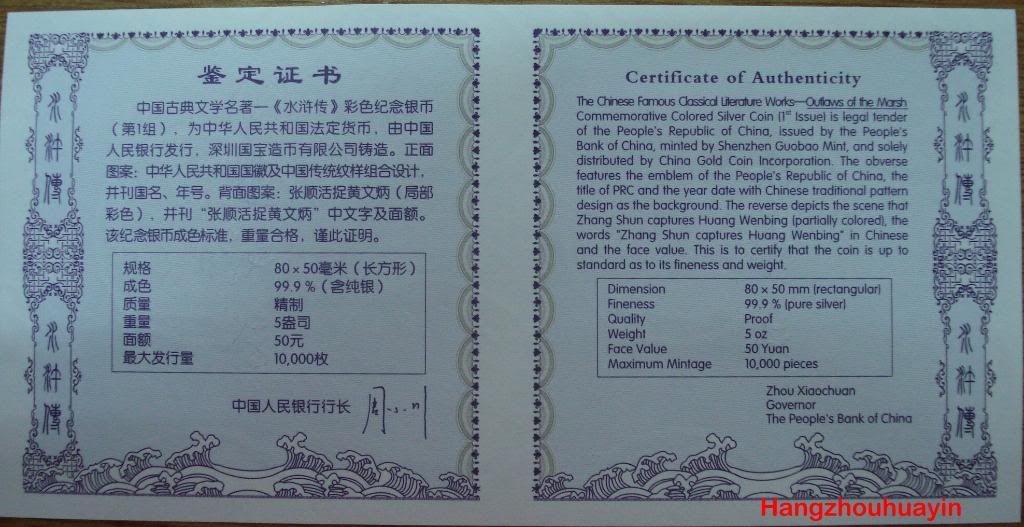 鉴定证书
中国古典文学名著一《水浒传》彩色纪念银币
（第1组），为中华人民共和国法定货币，由中国
人民银行发行，深圳国宝造币有限公司铸造。正面
图案：中华人民共和国国徽及中国传统纹样组合设计，
并刊国名、年号。背面图案：张顺活捉黄文炳（局部
彩色），并刊“张顺活捉黄文炳”中文字及面额。
该纪念银币成色标准，重量合格，谨此证明。
规格 80×50毫米（长方形）
成色 99.9％（含纯银）
质量 精制
重量 5盎司
面额 50元
最大发行量 10,000枚
中国人民银行行长 周小川
水浒傳
水浒傳
Certificate of Authenticity
The Chinese Famous Classical Literature Works—Outlaws of the Marsh
Commemorative Colored Silver Coin (1st Issue) is legal tender
of the People's Republic of China, issued by the People's
Bank of China, minted by Shenzhen Guobao Mint, and solely
distributed by China Gold Coin Incorporation. The obverse
features the emblem of the People's Republic of China, the
title of PRC and the year date with Chinese traditional pattern
design as the background. The reverse depicts the scene that
Zhang Shun captures Huang Wenbing (partially colored), the
words "Zhang Shun captures Huang Wenbing" in Chinese
and the face value. This is to certify that the coin is up to
standard as to its fineness and weight.
Dimension 80×50 mm (rectangular)
Fineness 99.9 % (pure silver)
Quality Proof
Weight 5 oz
Face Value 50 Yuan
Maximum Mintage 10,000 pieces
Zhou Xiaochuan
Governor
The People's Bank of China
水浒傳
水浒傳
Hangzhouhuayin